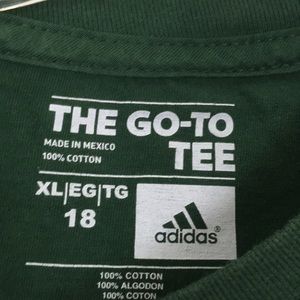 THE GO-TO
MADE IN MEXICO
100% COTTON
TEE
XL|EG|TG
18
adidas®
100% COTTON
100% ALGODON
100% COTON